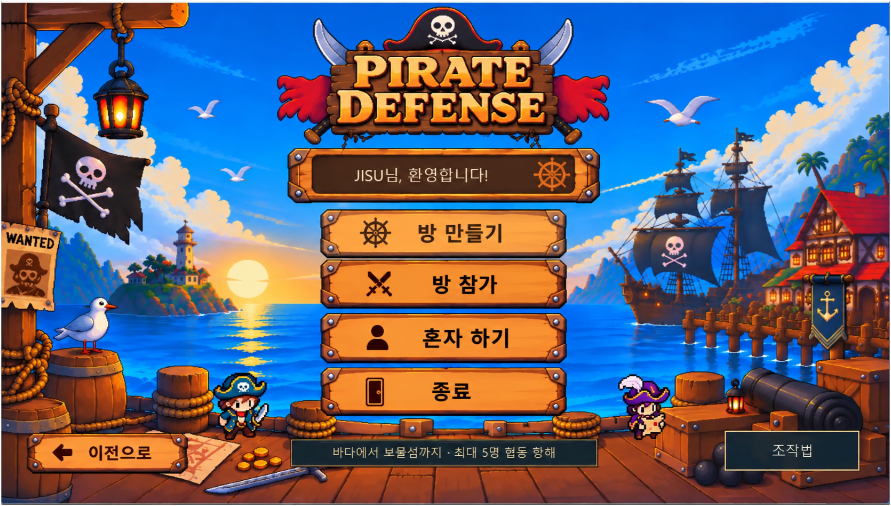 PIRATE
DEFENSE
JISU님, 환영합니다!
방 만들기
방 참가
WANTED
혼자 하기
종료
이전으로
바다에서 보물섬까지 · 최대 5명 협동 항해
조작법